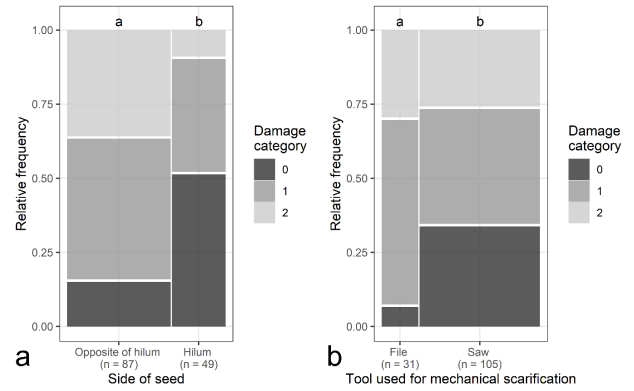 a b
Relative frequency
1.00
0.75
0.50
0.25
0.00
Opposite of hilum
(n = 87)
Hilum
(n = 49)
Side of seed
Damage
category
0
1
2
a
a b
Relative frequency
1.00
0.75
0.50
0.25
0.00
File
(n = 31)
Saw
(n = 105)
Tool used for mechanical scarification
Damage
category
0
1
2
b